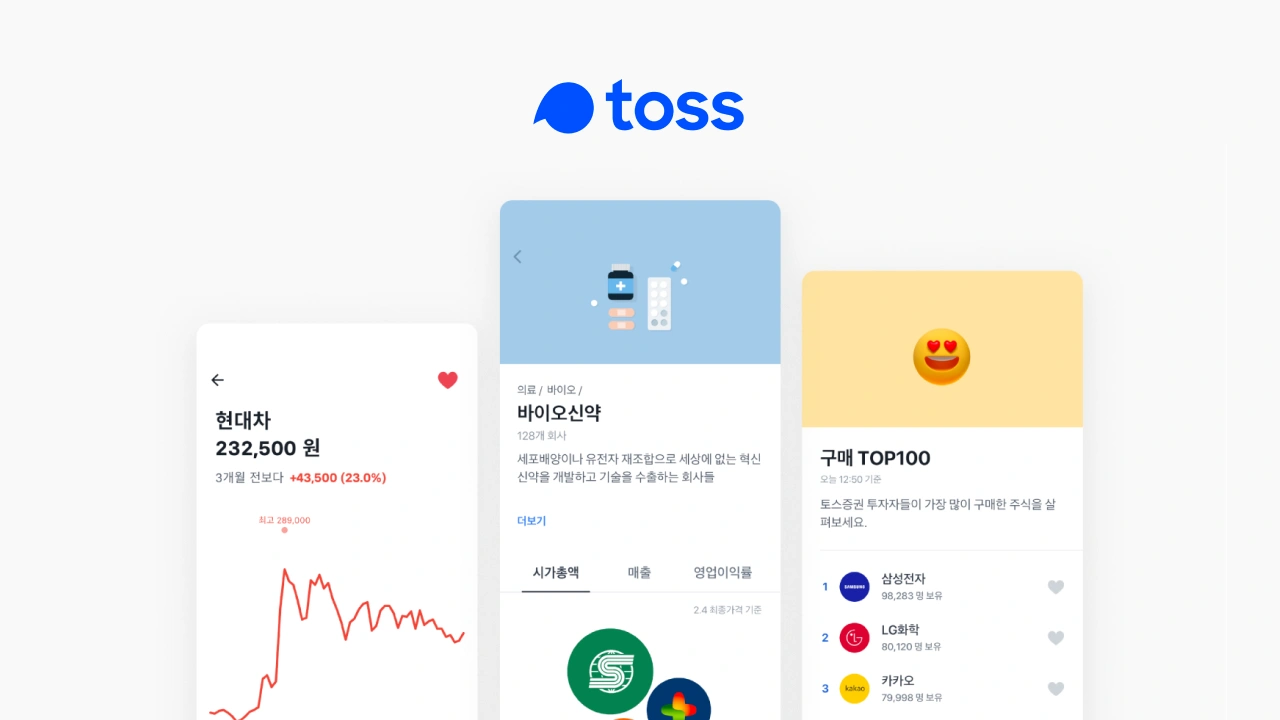 toss
현대차
232,500 원
3개월 전보다 +43,500 (23.0%)
최고 289,000
의료 / 바이오 /
바이오신약
128개 회사
세포배양이나 유전자 재조합으로 세상에 없는 혁신
신약을 개발하고 기술을 수출하는 회사들
더보기
시가총액 매출 영업이익률
2.4 최종가격 기준
구매 TOP100
오늘 12:50 기준
토스증권 투자자들이 가장 많이 구매한 주식을 살
펴보세요.
1 SAMSUNG 삼성전자
98,283 명 보유
2 LG LG화학
80,120 명 보유
3 kakao 카카오
79,998 명 보유